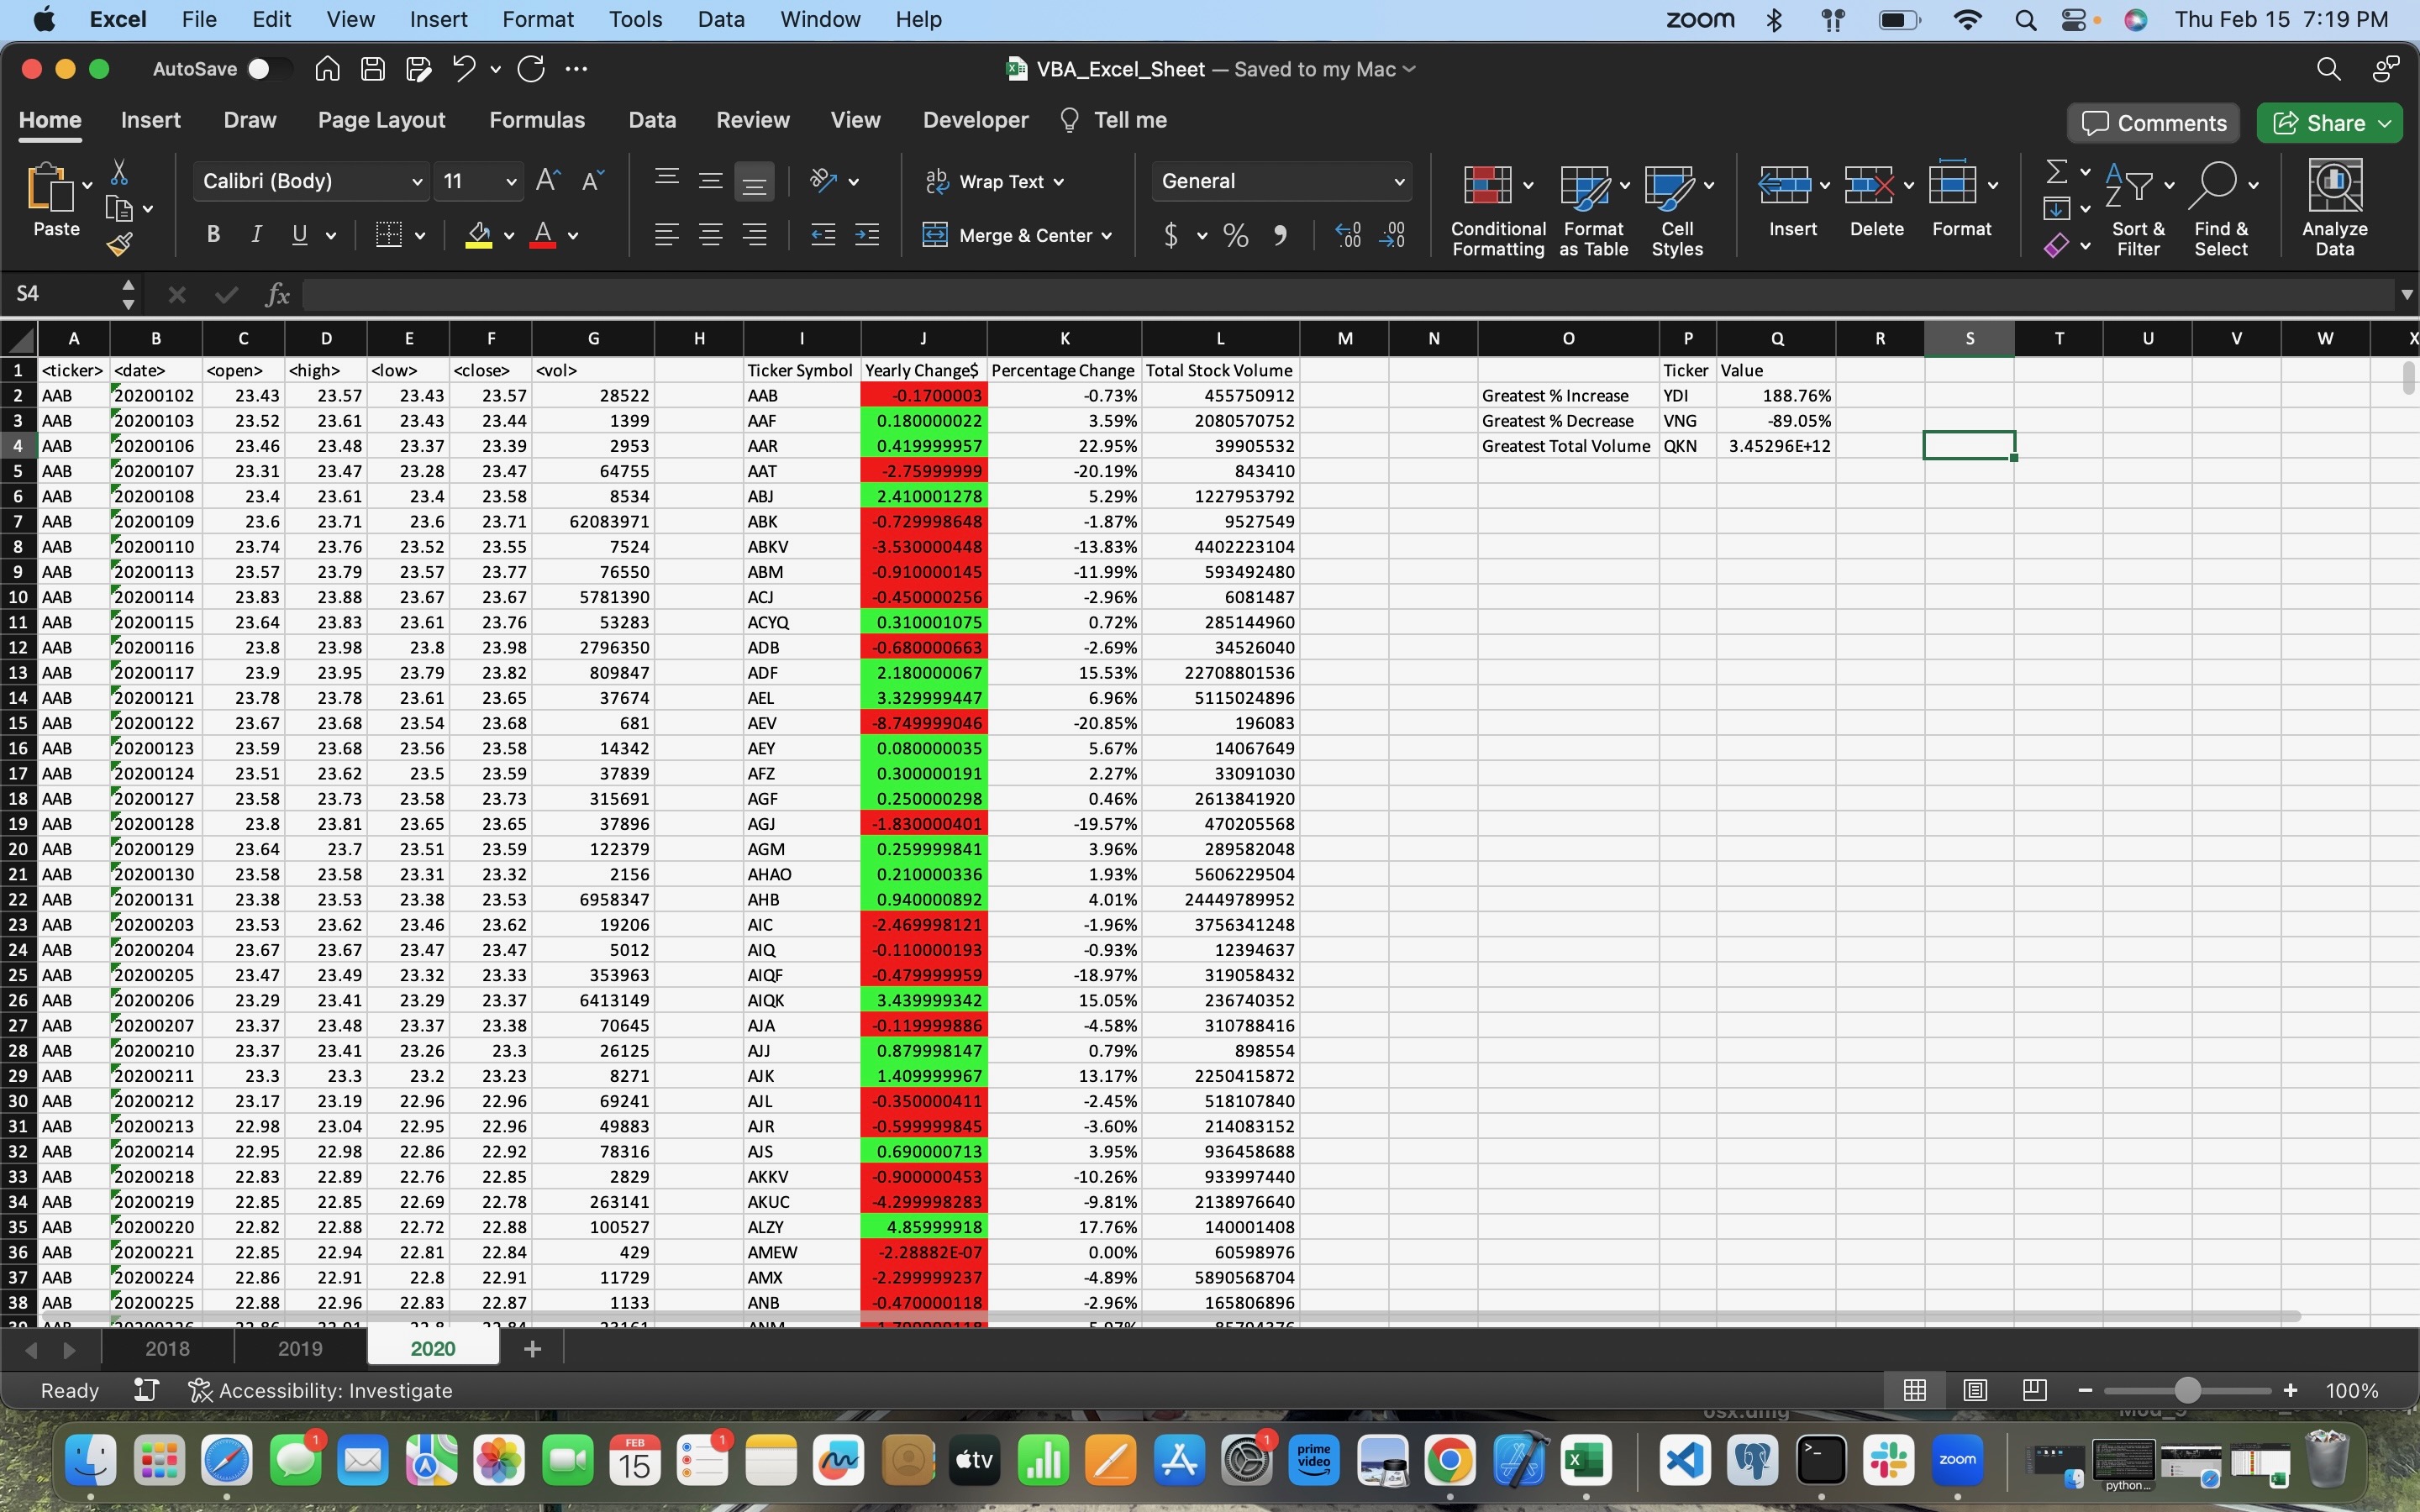 Excel File Edit View Insert Format Tools Data Window Help zoom Thu Feb 15 7:19 PM
AutoSave VBA_Excel_Sheet — Saved to my Mac
Home Insert Draw Page Layout Formulas Data Review View Developer Tell me Comments Share
Paste Calibri (Body) 11 Wrap Text General Conditional Formatting Format as Table Cell Styles Insert Delete Format Sort & Filter Find & Select Analyze Data
B I U A Merge & Center $ % 9
S4 fx
A B C D E F G H I J K L M N O P Q R S T U V W X
1 <ticker> <date> <open> <high> <low> <close> <vol> Ticker Symbol Yearly Change$ Percentage Change Total Stock Volume Ticker Value
2 AAB 20200102 23.43 23.57 23.43 23.57 28522 AAB -0.1700003 -0.73% 455750912 Greatest % Increase YDI 188.76%
3 AAB 20200103 23.52 23.61 23.43 23.44 1399 AAF 0.180000022 3.59% 2080570752 Greatest % Decrease VNG -89.05%
4 AAB 20200106 23.46 23.48 23.37 23.39 2953 AAR 0.419999957 22.95% 39905532 Greatest Total Volume QKN 3.45296E+12
5 AAB 20200107 23.31 23.47 23.28 23.47 64755 AAT -2.75999999 -20.19% 843410
6 AAB 20200108 23.4 23.61 23.4 23.58 8534 ABJ 2.410001278 5.29% 1227953792
7 AAB 20200109 23.6 23.71 23.6 23.71 62083971 ABK -0.729998648 -1.87% 9527549
8 AAB 20200110 23.74 23.76 23.52 23.55 7524 ABKV -3.530000448 -13.83% 4402223104
9 AAB 20200113 23.57 23.79 23.57 23.77 76550 ABM -0.910000145 -11.99% 593492480
10 AAB 20200114 23.83 23.88 23.67 23.67 5781390 ACJ -0.450000256 -2.96% 6081487
11 AAB 20200115 23.64 23.83 23.61 23.76 53283 ACYQ 0.310001075 0.72% 285144960
12 AAB 20200116 23.8 23.98 23.8 23.98 2796350 ADB -0.680000663 -2.69% 34526040
13 AAB 20200117 23.9 23.95 23.79 23.82 809847 ADF 2.180000067 15.53% 22708801536
14 AAB 20200121 23.78 23.78 23.61 23.65 37674 AEL 3.329999447 6.96% 5115024896
15 AAB 20200122 23.67 23.68 23.54 23.68 681 AEV -8.749999046 -20.85% 196083
16 AAB 20200123 23.59 23.68 23.56 23.58 14342 AEY 0.080000035 5.67% 14067649
17 AAB 20200124 23.51 23.62 23.5 23.59 37839 AFZ 0.300000191 2.27% 33091030
18 AAB 20200127 23.58 23.73 23.58 23.73 315691 AGF 0.250000298 0.46% 2613841920
19 AAB 20200128 23.8 23.81 23.65 23.65 37896 AGJ -1.830000401 -19.57% 470205568
20 AAB 20200129 23.64 23.7 23.51 23.59 122379 AGM 0.259999841 3.96% 289582048
21 AAB 20200130 23.58 23.58 23.31 23.32 2156 AHAO 0.210000336 1.93% 5606229504
22 AAB 20200131 23.38 23.53 23.38 23.53 6958347 AHB 0.940000892 4.01% 24449789952
23 AAB 20200203 23.53 23.62 23.46 23.62 19206 AIC -2.469998121 -1.96% 3756341248
24 AAB 20200204 23.67 23.67 23.47 23.47 5012 AIQ -0.110000193 -0.93% 12394637
25 AAB 20200205 23.47 23.49 23.32 23.33 353963 AIQF -0.479999959 -18.97% 319058432
26 AAB 20200206 23.29 23.41 23.29 23.37 6413149 AIQK 3.439999342 15.05% 236740352
27 AAB 20200207 23.37 23.48 23.37 23.38 70645 AJA -0.119999886 -4.58% 310788416
28 AAB 20200210 23.37 23.41 23.26 23.3 26125 AJJ 0.879998147 0.79% 898554
29 AAB 20200211 23.3 23.3 23.2 23.23 8271 AJK 1.409999967 13.17% 2250415872
30 AAB 20200212 23.17 23.19 22.96 22.96 69241 AJL -0.350000411 -2.45% 518107840
31 AAB 20200213 22.98 23.04 22.95 22.96 49883 AJR -0.599999845 -3.60% 214083152
32 AAB 20200214 22.95 22.98 22.86 22.92 78316 AJS 0.690000713 3.95% 936458688
33 AAB 20200218 22.83 22.89 22.76 22.85 2829 AKKV -0.900000453 -10.26% 933997440
34 AAB 20200219 22.85 22.85 22.69 22.78 263141 AKUC -4.299998283 -9.81% 2138976640
35 AAB 20200220 22.82 22.88 22.72 22.88 100527 ALZY 4.85999918 17.76% 140001408
36 AAB 20200221 22.85 22.94 22.81 22.84 429 AMEW -2.28882E-07 0.00% 60598976
37 AAB 20200224 22.86 22.91 22.8 22.91 11729 AMX -2.299999237 -4.89% 5890568704
38 AAB 20200225 22.88 22.96 22.83 22.87 1133 ANB -0.470000118 -2.96% 165806896
2018 2019 2020 +
Ready Accessibility: Investigate 100%
1 FEB 15 1 tv 1 prime video zoom python...